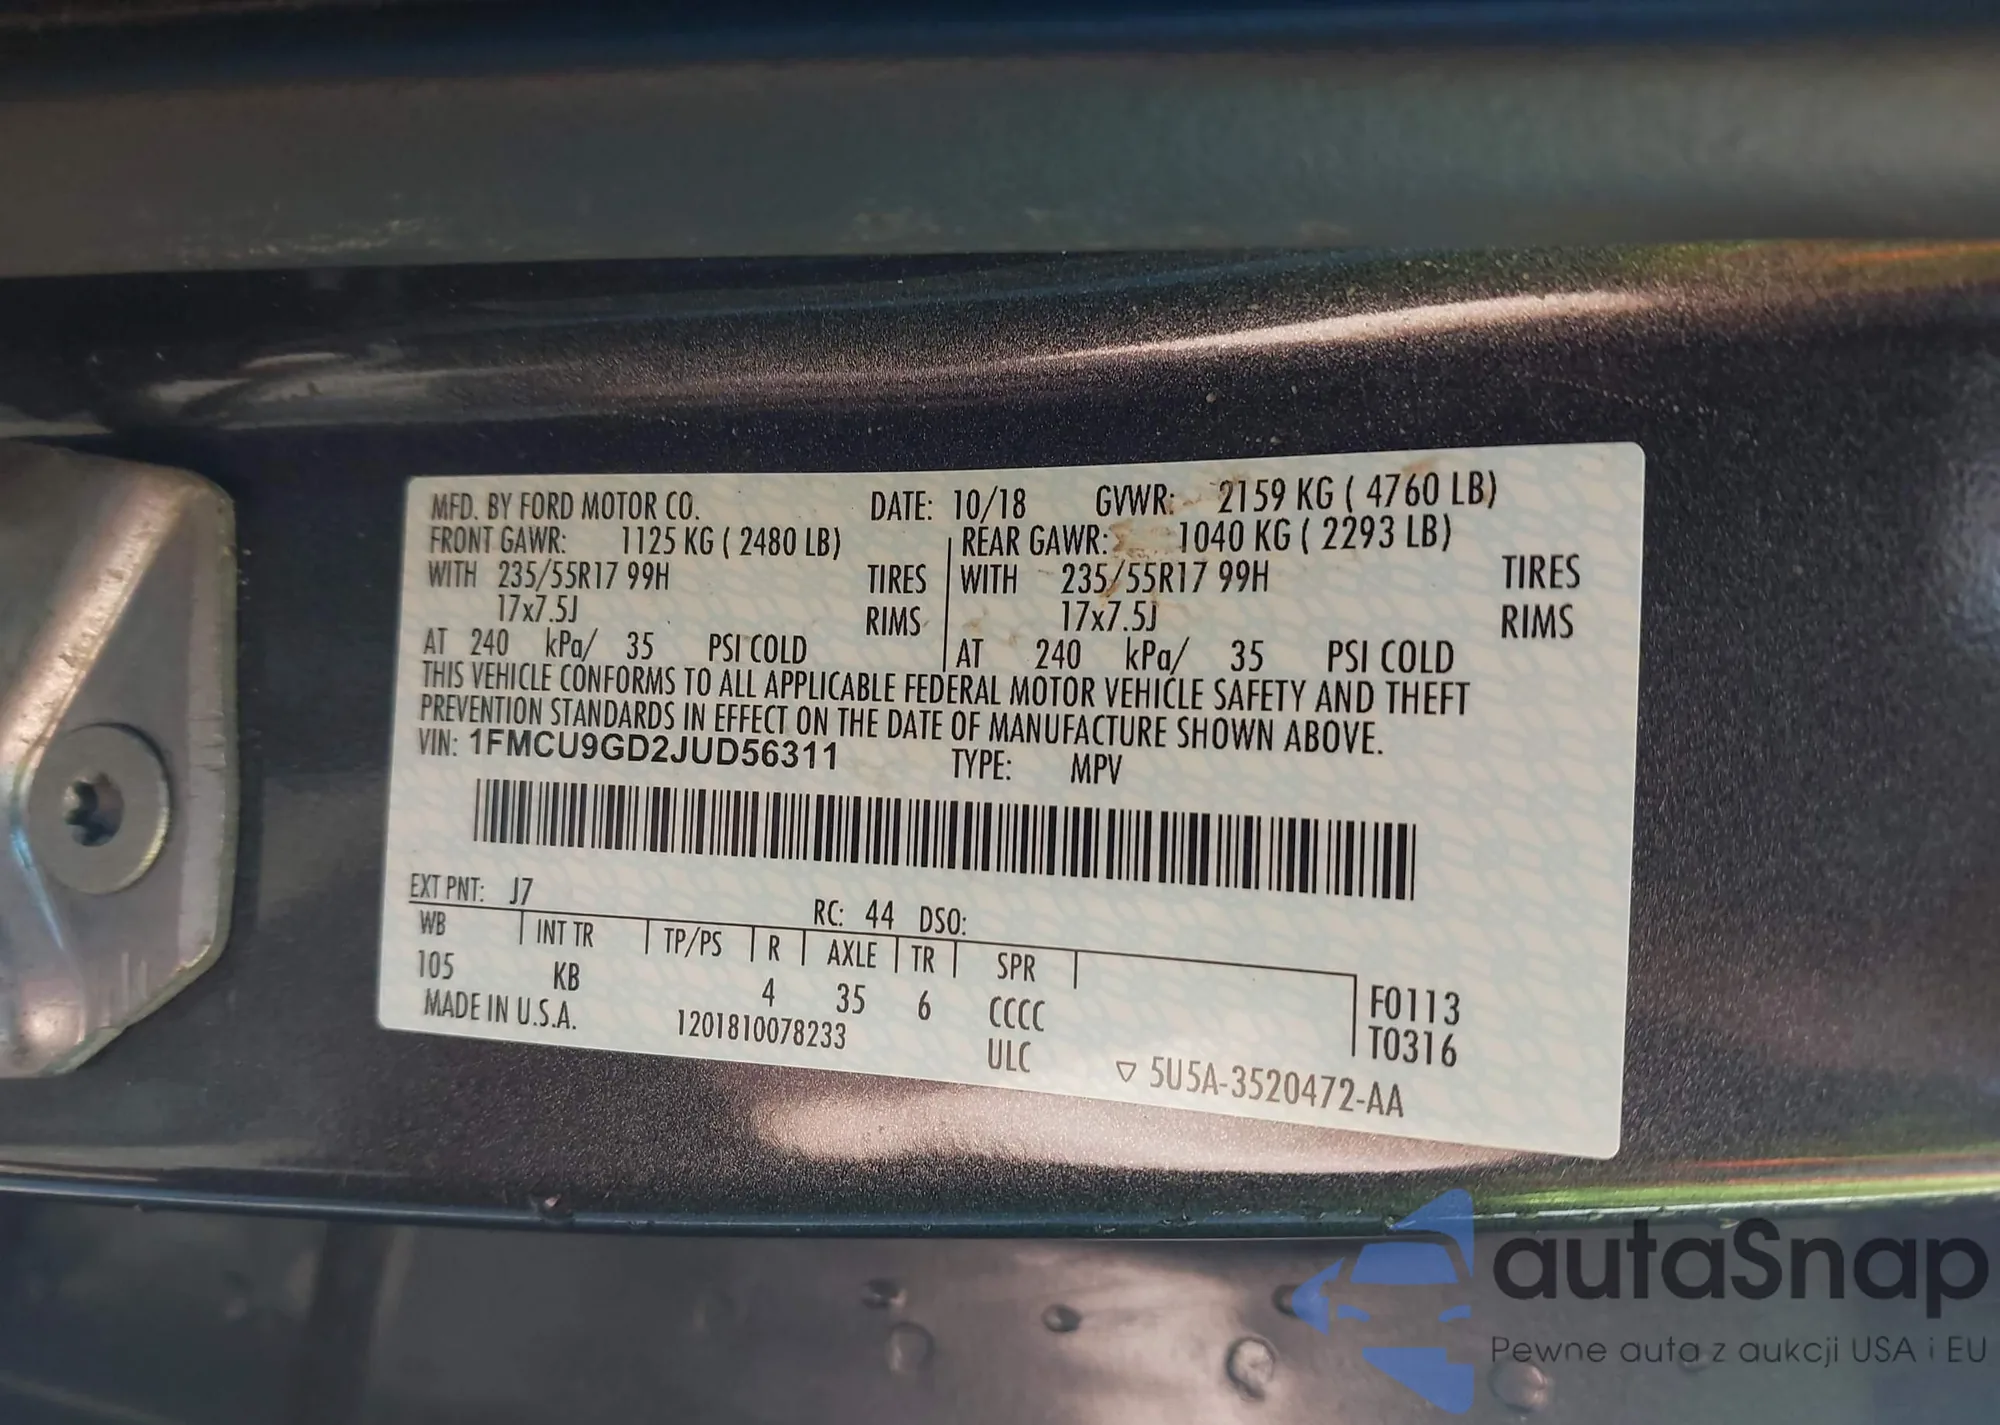 MFD. BY FORD MOTOR CO. DATE: 10/18 GVWR: 2159 KG ( 4760 LB)
FRONT GAWR: 1125 KG ( 2480 LB) REAR GAWR: 1040 KG ( 2293 LB)
WITH 235/55R17 99H TIRES WITH 235/55R17 99H TIRES
17x7.5J RIMS 17x7.5J RIMS
AT 240 kPa/ 35 PSI COLD AT 240 kPa/ 35 PSI COLD
THIS VEHICLE CONFORMS TO ALL APPLICABLE FEDERAL MOTOR VEHICLE SAFETY AND THEFT
PREVENTION STANDARDS IN EFFECT ON THE DATE OF MANUFACTURE SHOWN ABOVE.
VIN: 1FMCU9GD2JUD56311 TYPE: MPV
EXT PNT: J7 RC: 44 DSO:
WB INT TR TP/PS R AXLE TR SPR
105 KB 4 35 6 CCCC F0113
MADE IN U.S.A. 1201810078233 ULC T0316
▽ 5U5A-3520472-AA
autaSnap
Pewne auta z aukcji USA i EU